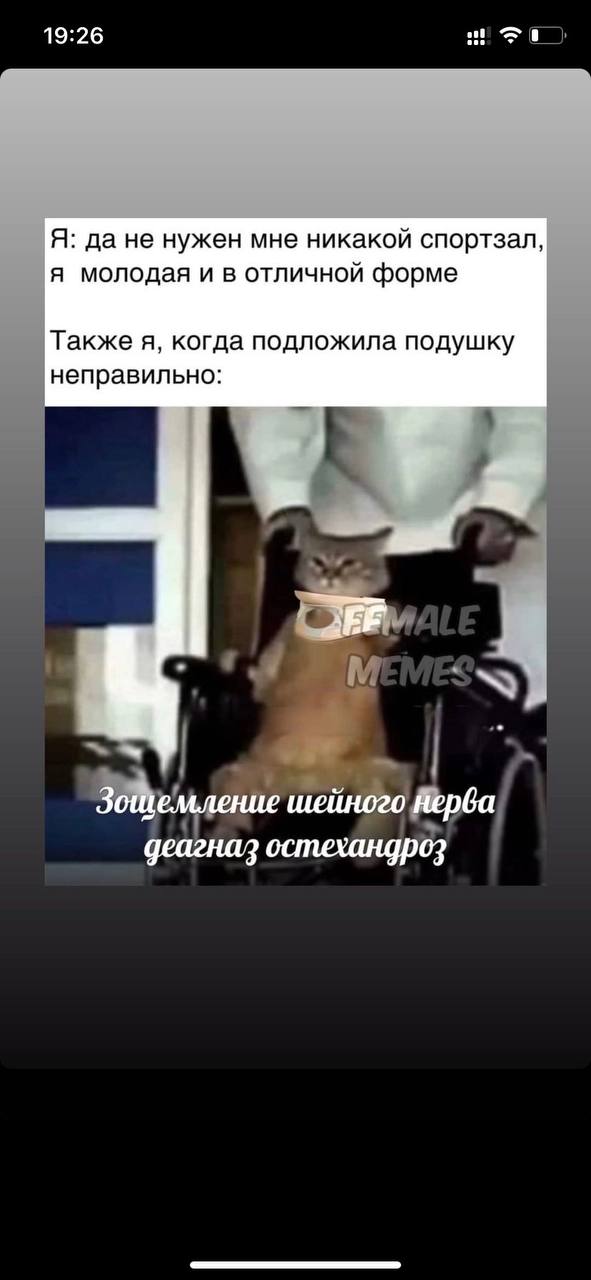 19:26
Я: да не нужен мне никакой спортзал,
я молодая и в отличной форме
Также я, когда подложила подушку
неправильно:
FEMALE
MEMES
Зощемление шейного нерва
деагназ остехандроз